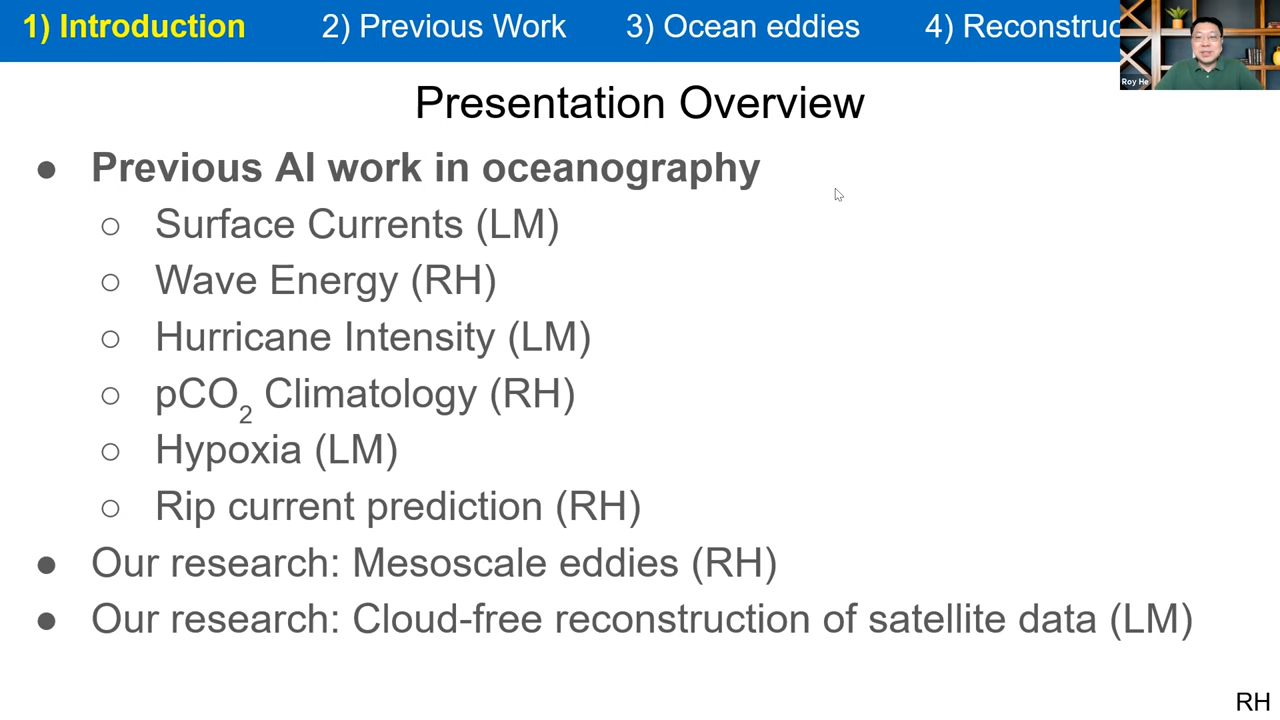 1) Introduction 2) Previous Work 3) Ocean eddies 4) Reconstruc
Roy He
Presentation Overview
● Previous AI work in oceanography
○ Surface Currents (LM)
○ Wave Energy (RH)
○ Hurricane Intensity (LM)
○ pCO₂ Climatology (RH)
○ Hypoxia (LM)
○ Rip current prediction (RH)
● Our research: Mesoscale eddies (RH)
● Our research: Cloud-free reconstruction of satellite data (LM)
RH